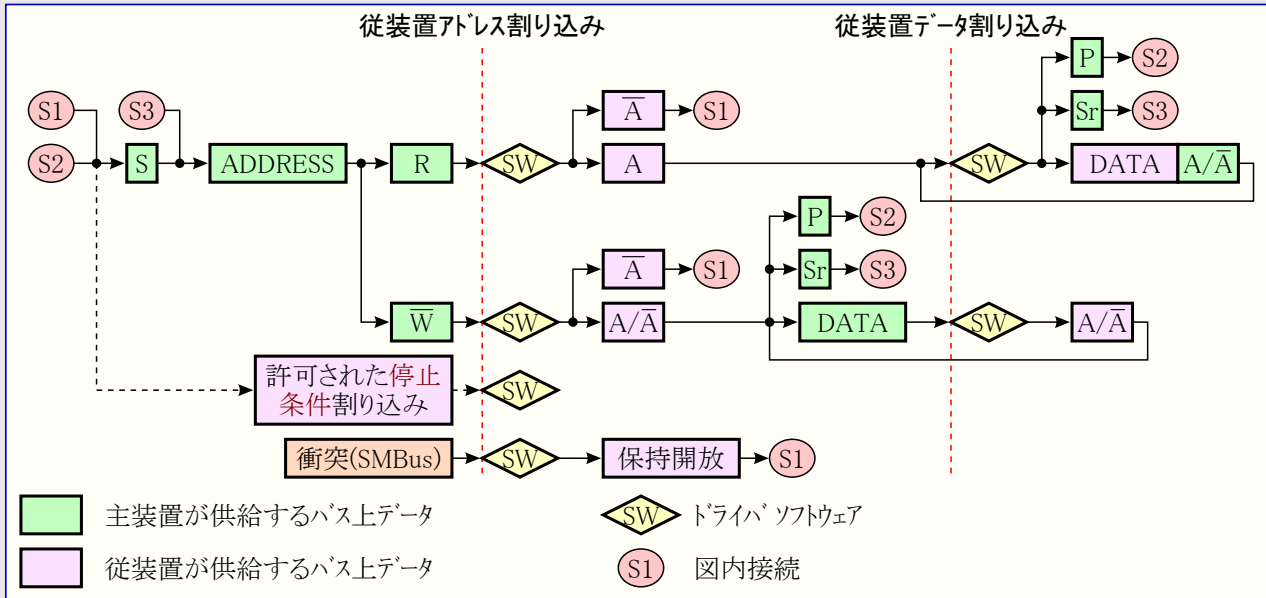 従装置アドレス割り込み
従装置データ割り込み
P
S2
S1
S3
A̅
S1
Sr
S3
S2
S
ADDRESS
R
SW
A
SW
DATA
A/A̅
P
S2
A̅
S1
Sr
S3
W̅
SW
A/A̅
DATA
SW
A/A̅
許可された停止
条件割り込み
SW
衝突(SMBus)
SW
保持開放
S1
主装置が供給するバス上データ
SW
ドライバ ソフトウェア
従装置が供給するバス上データ
S1
図内接続